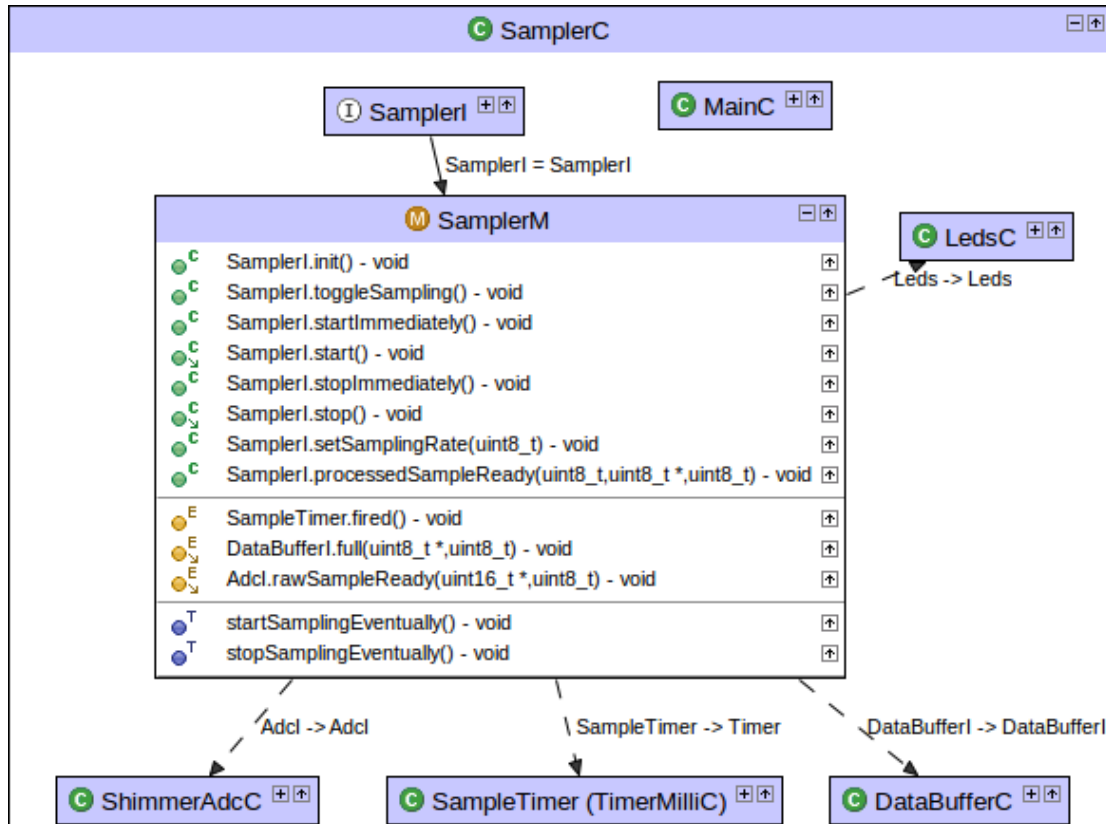 C SamplerC
I SamplerI
C MainC
SamplerI = SamplerI
M SamplerM
C LedsC
Leds -> Leds
C SamplerI.init() - void
C SamplerI.toggleSampling() - void
C SamplerI.startImmediately() - void
C SamplerI.start() - void
C SamplerI.stopImmediately() - void
C SamplerI.stop() - void
C SamplerI.setSamplingRate(uint8_t) - void
C SamplerI.processedSampleReady(uint8_t,uint8_t *,uint8_t) - void
E SampleTimer.fired() - void
E DataBufferI.full(uint8_t *,uint8_t) - void
E AdcI.rawSampleReady(uint16_t *,uint8_t) - void
T startSamplingEventually() - void
T stopSamplingEventually() - void
AdcI -> AdcI
SampleTimer -> Timer
DataBufferI -> DataBufferI
C ShimmerAdcC
C SampleTimer (TimerMilliC)
C DataBufferC